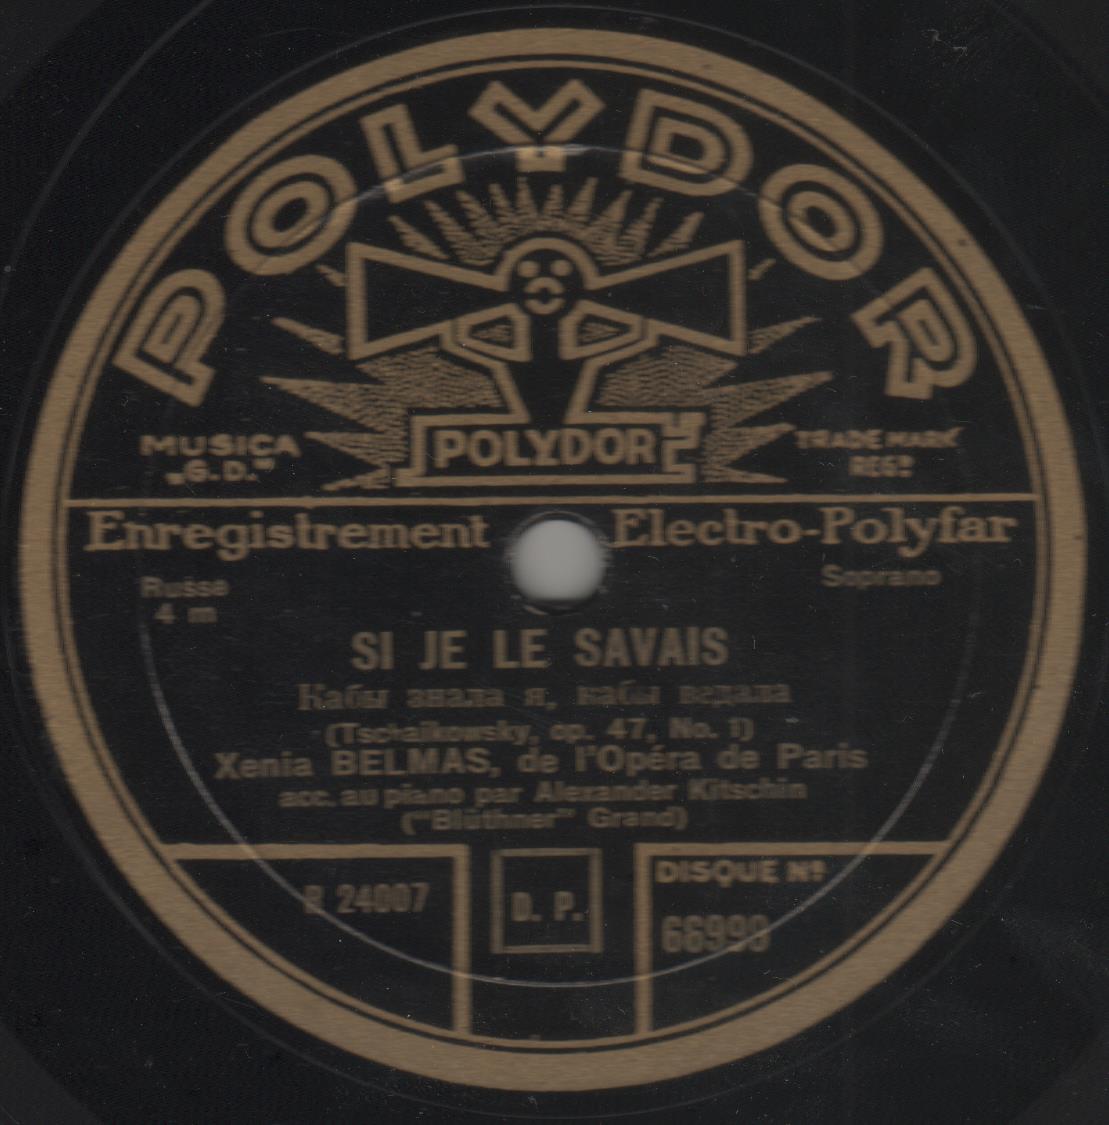 POLYDOR
POLYDOR
MUSICA
„G.D.“
TRADE MARK
REGD
Enregistrement Electro-Polyfar
Russe
4 m
Soprano
SI JE LE SAVAIS
Кабы знала я, кабы ведала
(Tschaikowsky, op. 47, No. 1)
Xenia BELMAS, de l'Opéra de Paris
acc. au piano par Alexander Kitschin
("Blüthner" Grand)
B 24007
D. P.
DISQUE No